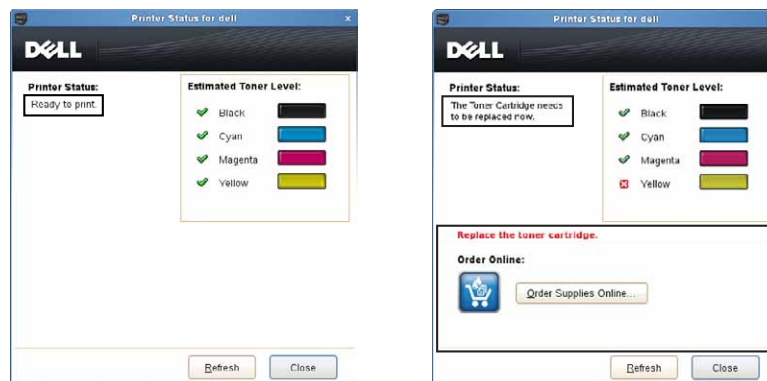 Printer Status for dell x
DELL
Printer Status:
Ready to print.
Estimated Toner Level:
Black
Cyan
Magenta
Yellow
Refresh
Close
Printer Status for dell
DELL
Printer Status:
The Toner Cartridge needs
to be replaced now.
Estimated Toner Level:
Black
Cyan
Magenta
Yellow
Replace the toner cartridge.
Order Online:
Order Supplies Online...
Refresh
Close